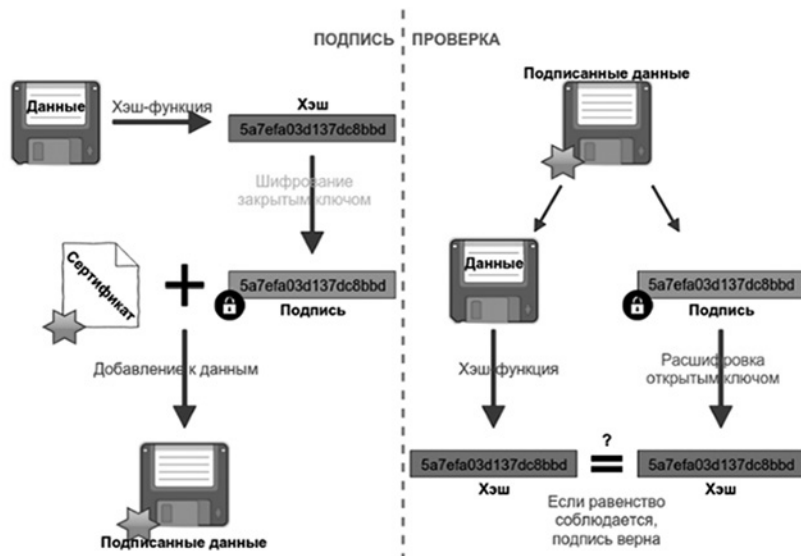 ПОДПИСЬ
Данные
Хэш-функция
Хэш
5a7efa03d137dc8bbd
Шифрование
закрытым ключом
Сертификат
5a7efa03d137dc8bbd
Подпись
Добавление к данным
Подписанные данные
ПРОВЕРКА
Подписанные данные
Данные
5a7efa03d137dc8bbd
Подпись
Хэш-функция
Расшифровка
открытым ключом
5a7efa03d137dc8bbd
?
5a7efa03d137dc8bbd
Хэш
Хэш
Если равенство
соблюдается,
подпись верна